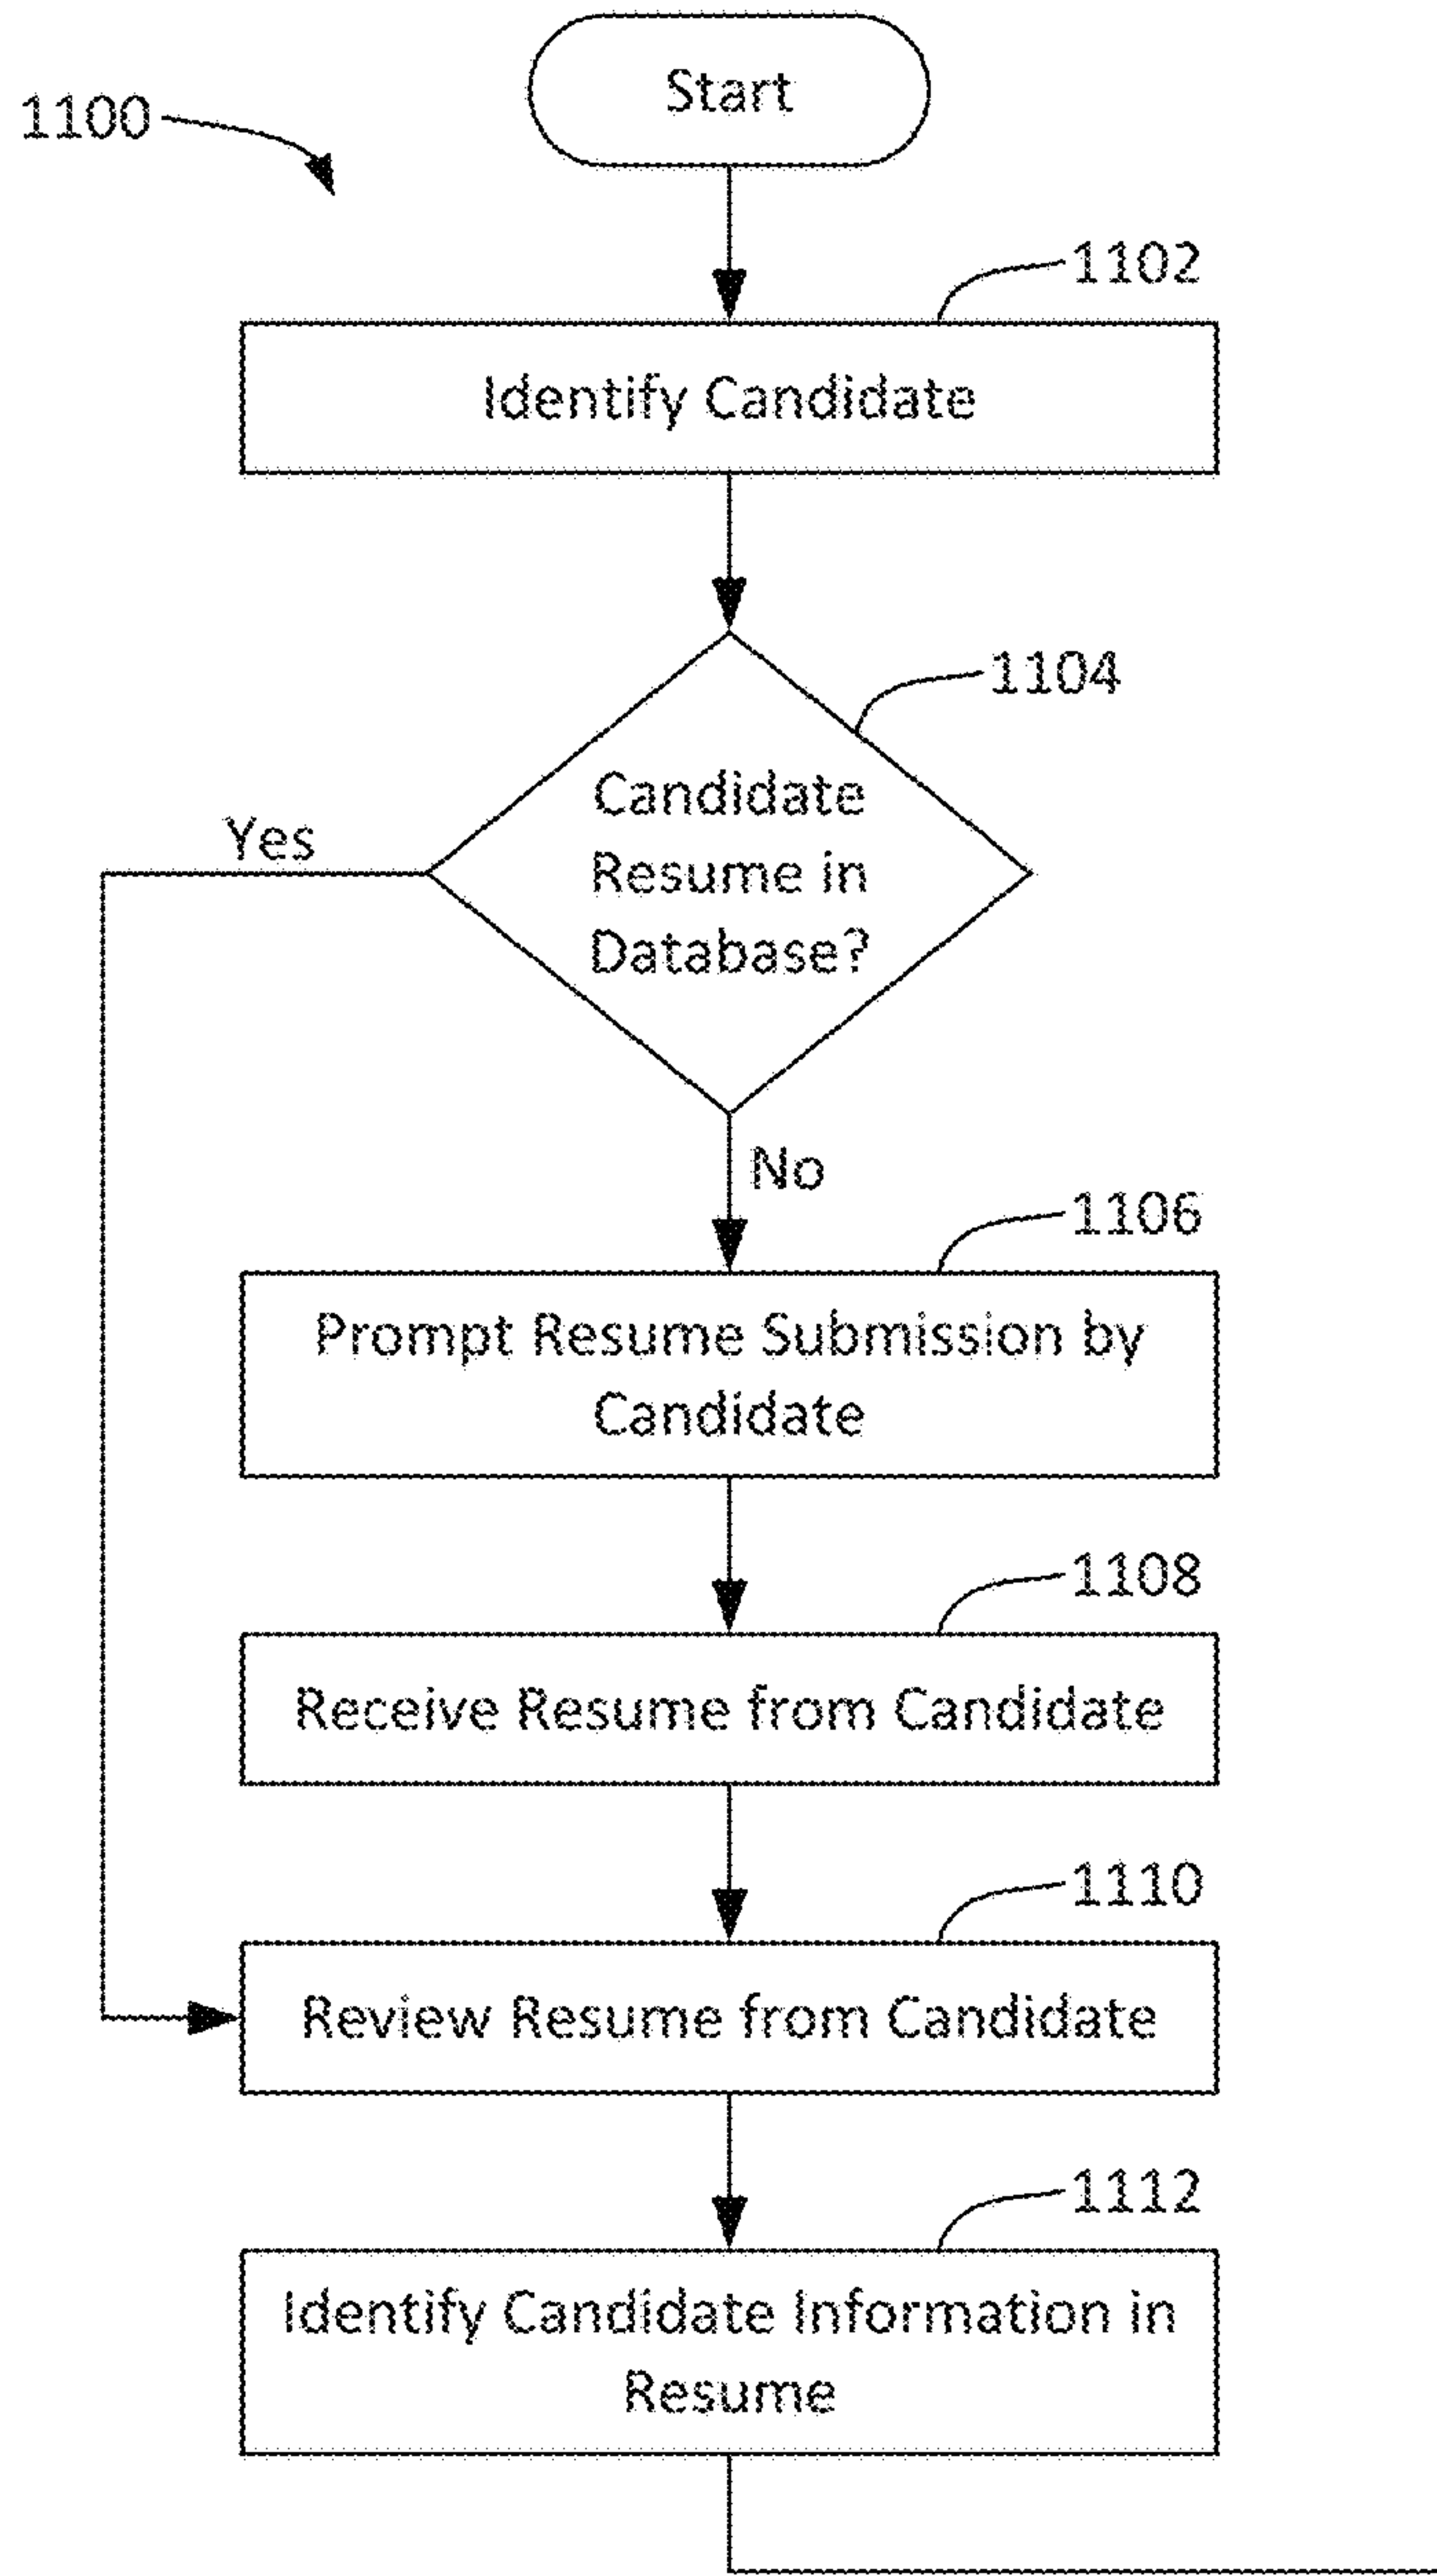 Start
1100
1102
Identify Candidate
1104
Candidate
Resume in
Database?
Yes
No
1106
Prompt Resume Submission by
Candidate
1108
Receive Resume from Candidate
1110
Review Resume from Candidate
1112
Identify Candidate Information in
Resume